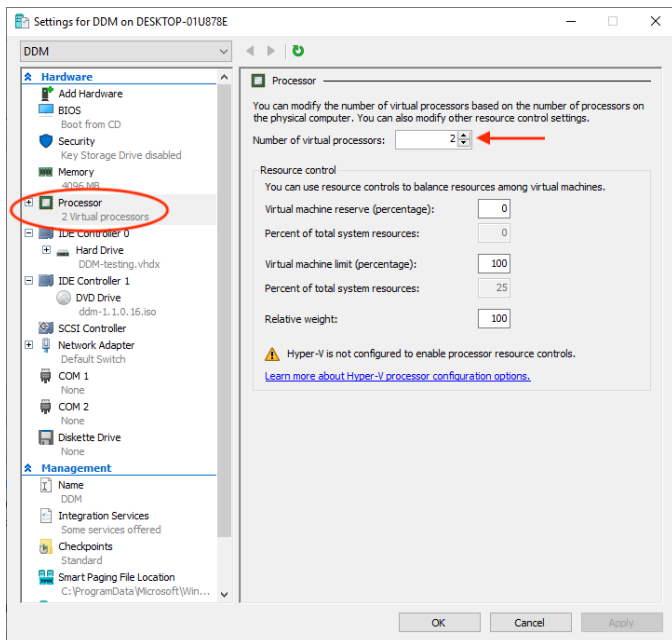 Settings for DDM on DESKTOP-01U878E
DDM
Hardware
Add Hardware
BIOS
Boot from CD
Security
Key Storage Drive disabled
Memory
4096 MB
Processor
2 Virtual processors
IDE Controller 0
Hard Drive
DDM-testing.vhdx
IDE Controller 1
DVD Drive
ddm-1.1.0.16.iso
SCSI Controller
Network Adapter
Default Switch
COM 1
None
COM 2
None
Diskette Drive
None
Management
Name
DDM
Integration Services
Some services offered
Checkpoints
Standard
Smart Paging File Location
C:\ProgramData\Microsoft\Win...
Processor
You can modify the number of virtual processors based on the number of processors on
the physical computer. You can also modify other resource control settings.
Number of virtual processors: 2
Resource control
You can use resource controls to balance resources among virtual machines.
Virtual machine reserve (percentage): 0
Percent of total system resources: 0
Virtual machine limit (percentage): 100
Percent of total system resources: 25
Relative weight: 100
Hyper-V is not configured to enable processor resource controls.
Learn more about Hyper-V processor configuration options.
OK Cancel Apply